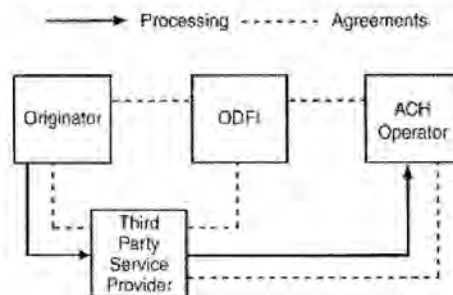 Processing
Agreements
Originator
ODFI
ACH
Operator
Third
Party
Service
Provider